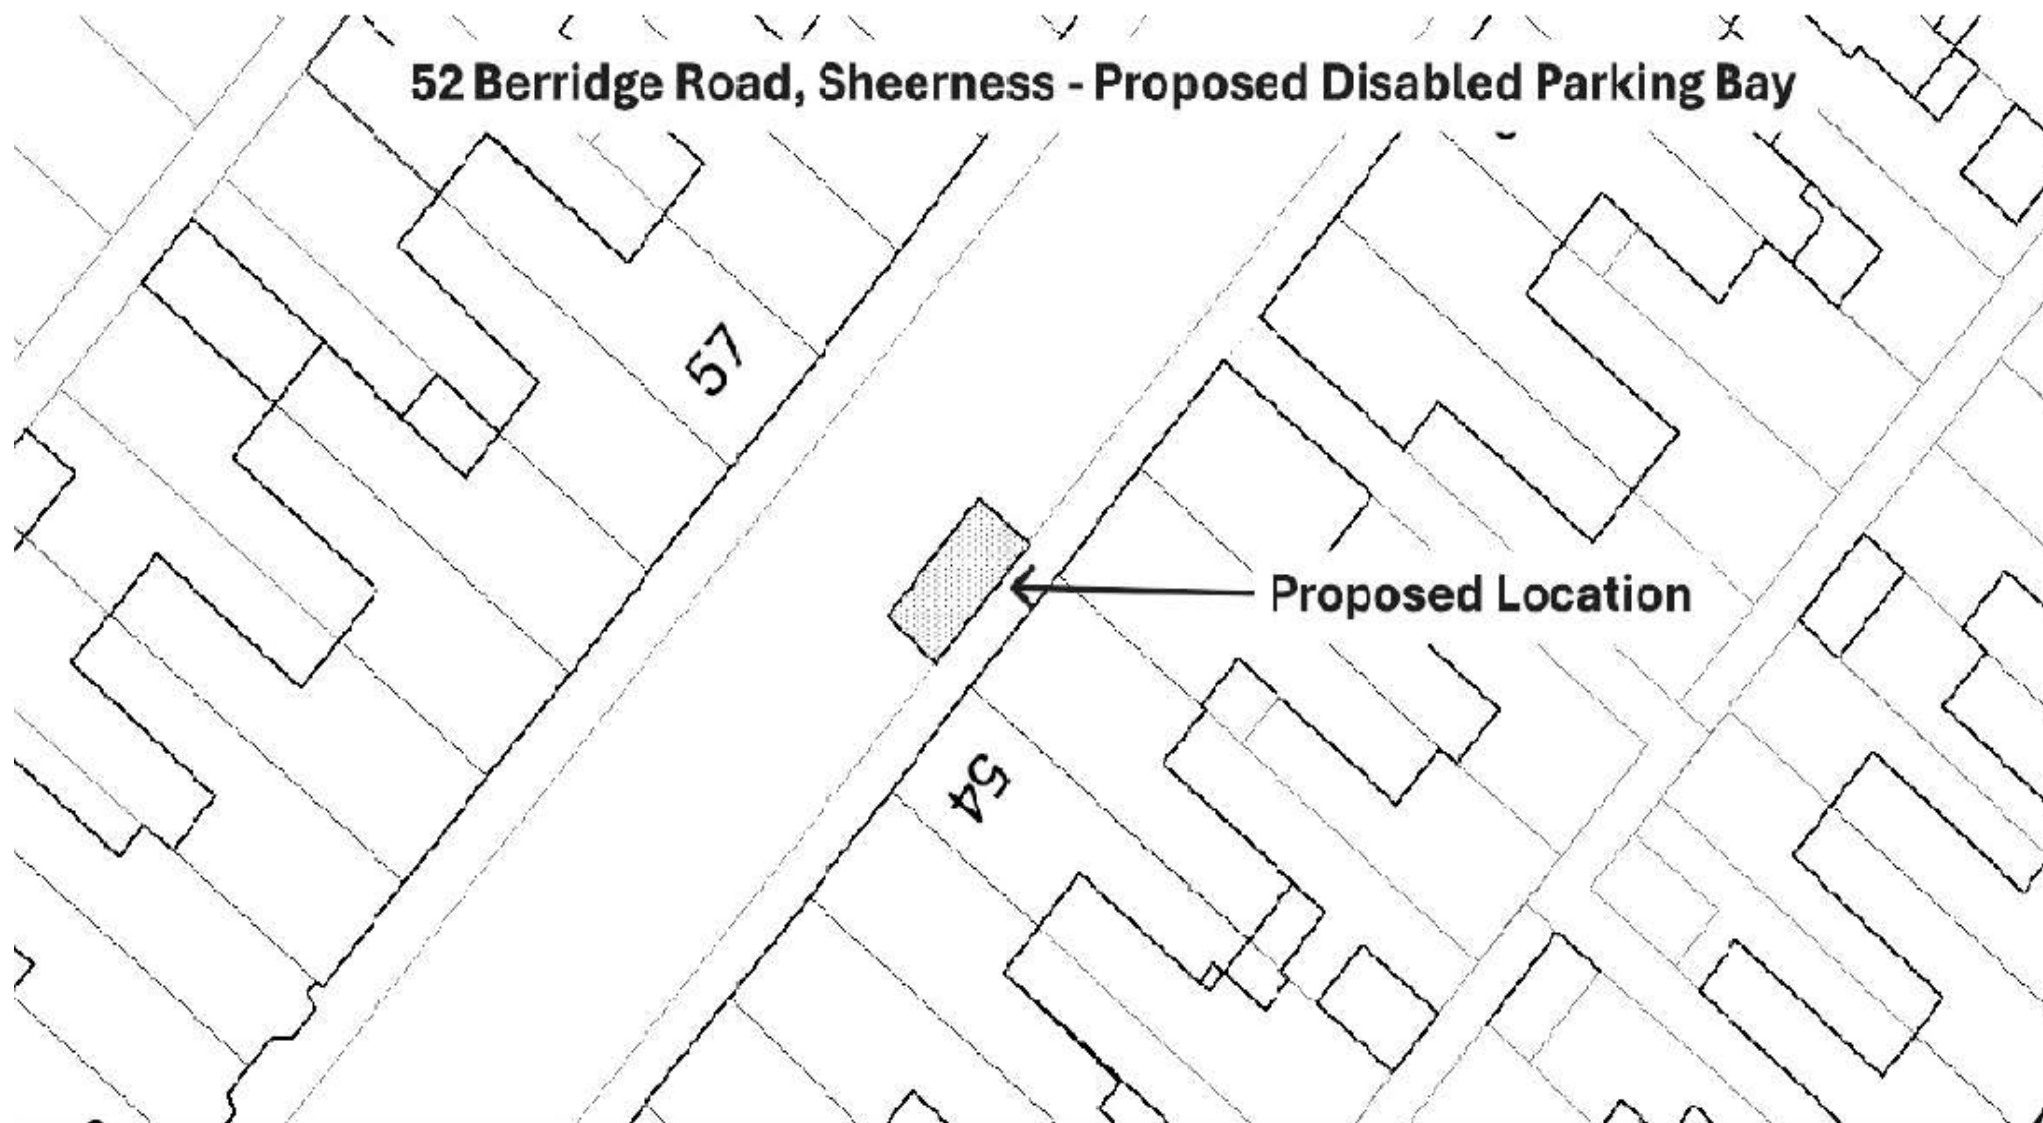 52 Berridge Road, Sheerness - Proposed Disabled Parking Bay
57
Proposed Location
54